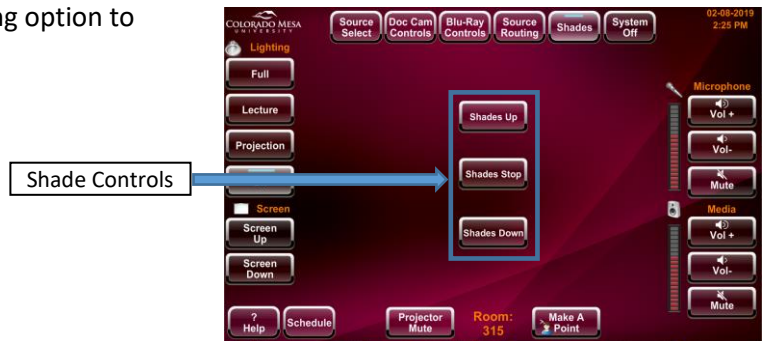 ng option to
COLORADO MESA
UNIVERSITY
Source
Select
Doc Cam
Controls
Blu-Ray
Controls
Source
Routing
Shades
System
Off
02-08-2019
2:25 PM
Lighting
Full
Lecture
Projection
Shade Controls
Screen
Screen
Up
Screen
Down
Shades Up
Shades Stop
Shades Down
Microphone
Vol +
Vol-
Mute
Media
Vol +
Vol-
Mute
?
Help
Schedule
Projector
Mute
Room:
315
Make A
Point